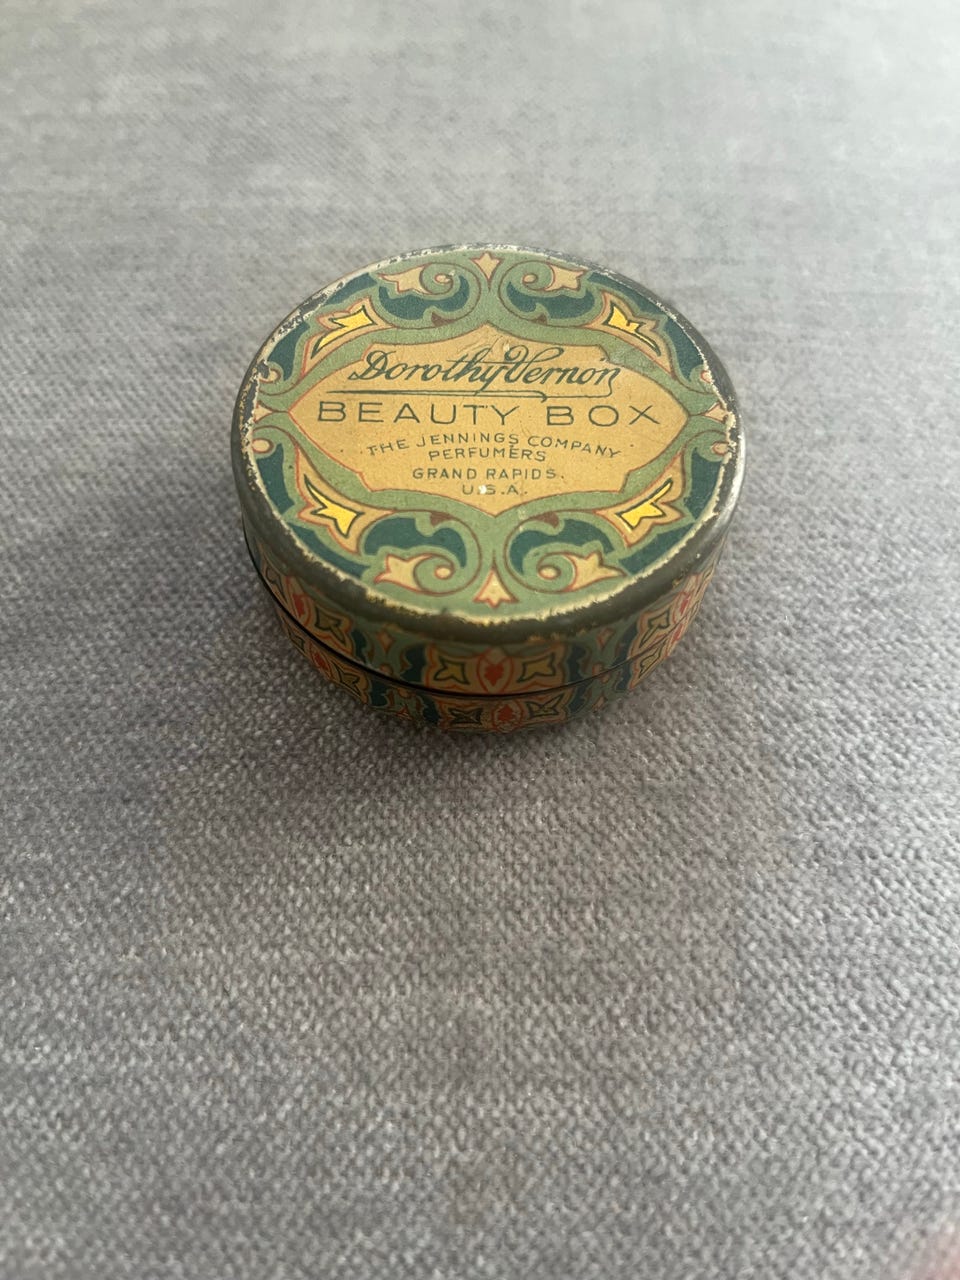 Dorothy Vernon
BEAUTY BOX
THE JENNINGS COMPANY
PERFUMERS
GRAND RAPIDS.
U.S.A.